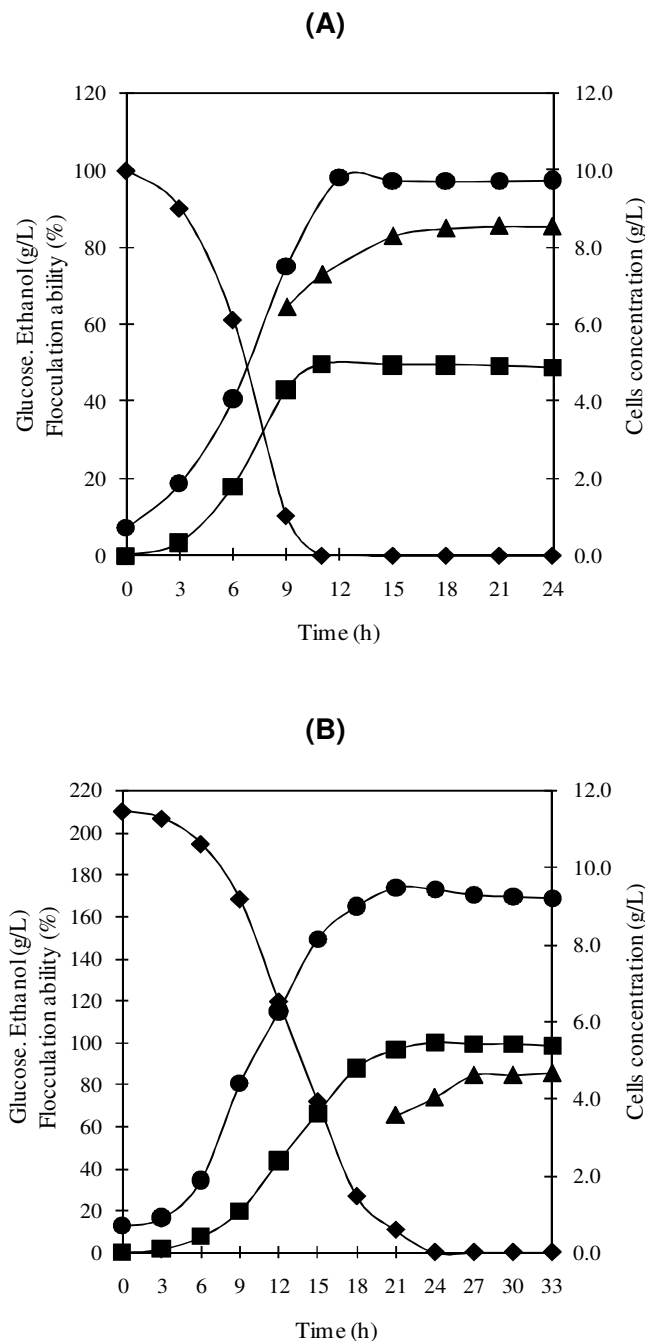 (A)
120
100
80
60
40
20
0
Glucose. Ethanol (g/L)
Flocculation ability (%)
12.0
10.0
8.0
6.0
4.0
2.0
0.0
Cells concentration (g/L)
0 3 6 9 12 15 18 21 24
Time (h)
(B)
220
200
180
160
140
120
100
80
60
40
20
0
Glucose. Ethanol (g/L)
Flocculation ability (%)
12.0
10.0
8.0
6.0
4.0
2.0
0.0
Cells concentration (g/L)
0 3 6 9 12 15 18 21 24 27 30 33
Time (h)